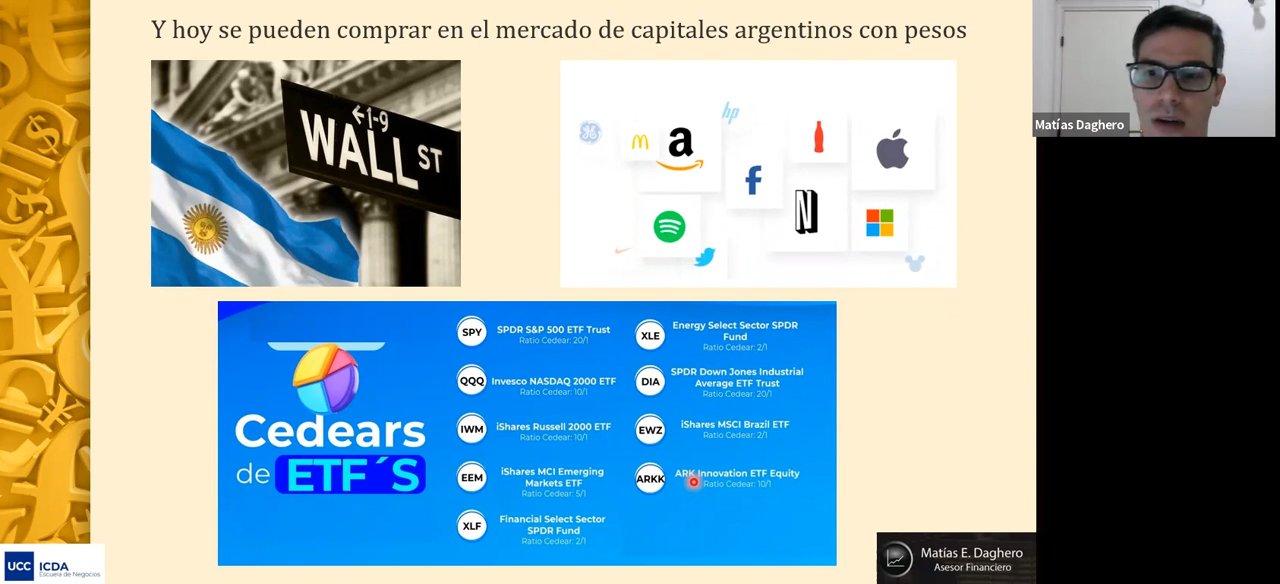 Y hoy se pueden comprar en el mercado de capitales argentinos con pesos
←1-9
WALL ST
hp
a
f
N
Cedears
de ETF´S
SPY
SPDR S&P 500 ETF Trust
Ratio Cedear: 20/1
QQQ
Invesco NASDAQ 2000 ETF
Ratio Cedear: 10/1
IWM
iShares Russell 2000 ETF
Ratio Cedear: 10/1
EEM
iShares MCI Emerging
Markets ETF
Ratio Cedear: 5/1
XLF
Financial Select Sector
SPDR Fund
Ratio Cedear: 2/1
XLE
Energy Select Sector SPDR
Fund
Ratio Cedear: 2/1
DIA
SPDR Down Jones Industrial
Average ETF Trust
Ratio Cedear: 20/1
EWZ
iShares MSCI Brazil ETF
Ratio Cedear: 2/1
ARKK
ARK Innovation ETF Equity
Ratio Cedear: 10/1
Matías Daghero
UCC
ICDA
Escuela de Negocios
Matías E. Daghero
Asesor Financiero